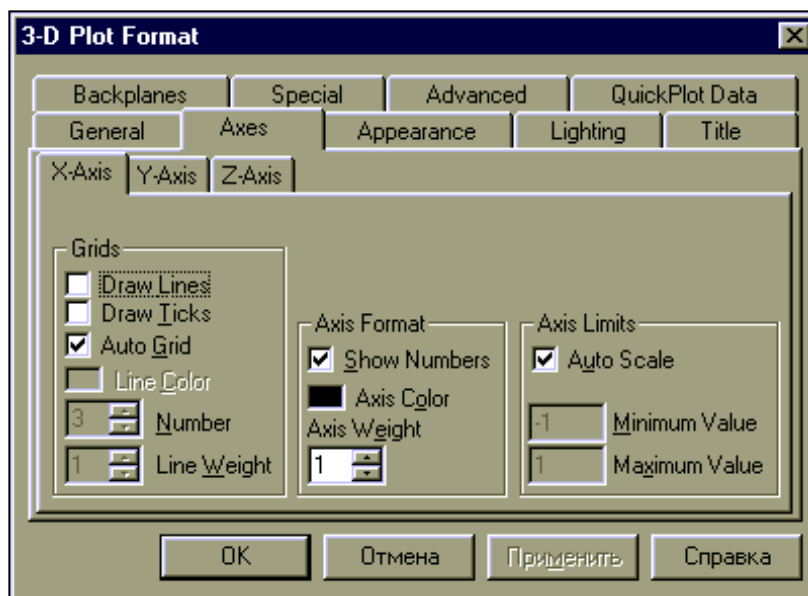 3-D Plot Format
Backplanes Special Advanced QuickPlot Data
General Axes Appearance Lighting Title
X-Axis Y-Axis Z-Axis
Grids
Draw Lines
Draw Ticks
Auto Grid
Line Color
3 Number
1 Line Weight
Axis Format
Show Numbers
Axis Color
Axis Weight
1
Axis Limits
Auto Scale
-1 Minimum Value
1 Maximum Value
OK Отмена Применить Справка